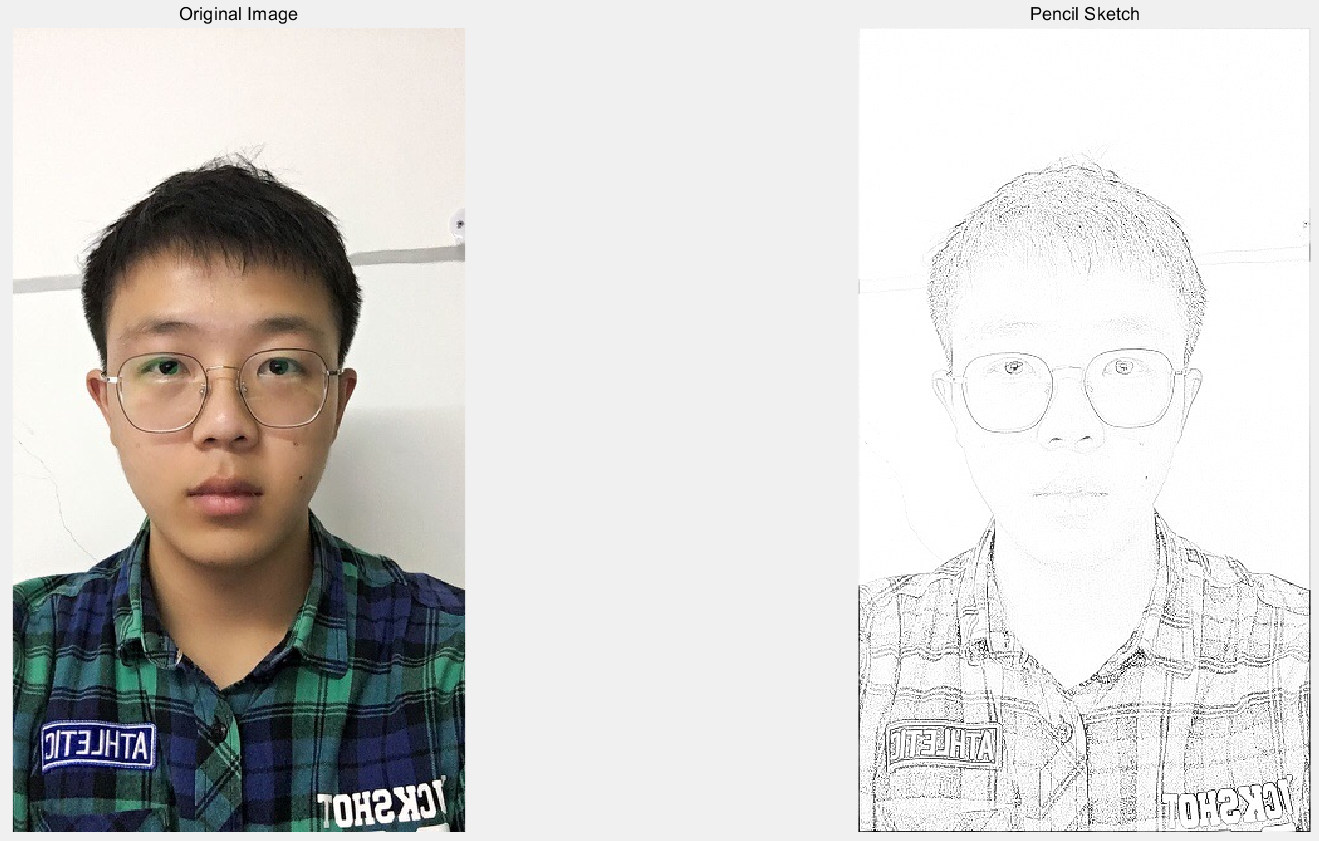 Original Image
Pencil Sketch
ATHLETIC
ICKSHOT
ATHLETIC
ICKSHOT